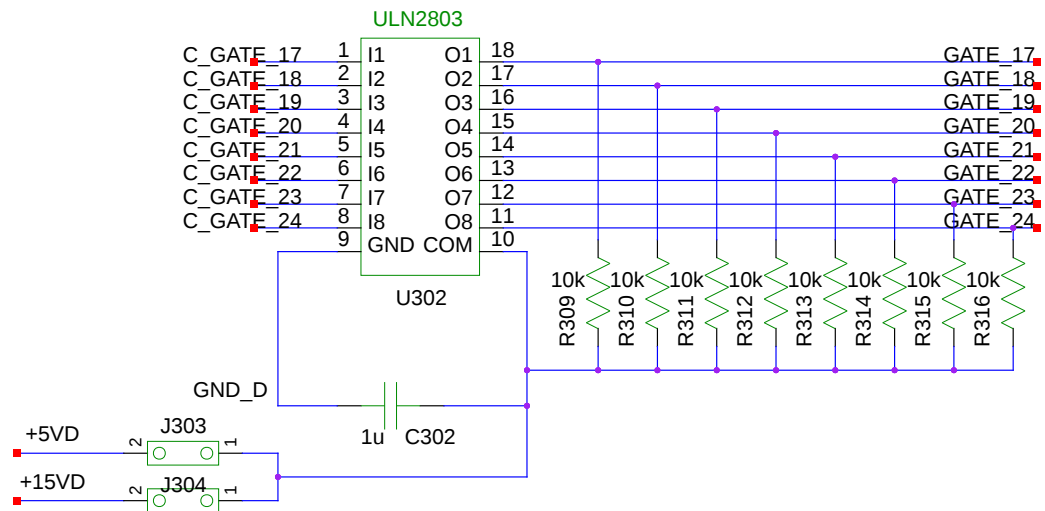 ULN2803
C_GATE_17 1 I1 O1 18 GATE_17
C_GATE_18 2 I2 O2 17 GATE_18
C_GATE_19 3 I3 O3 16 GATE_19
C_GATE_20 4 I4 O4 15 GATE_20
C_GATE_21 5 I5 O5 14 GATE_21
C_GATE_22 6 I6 O6 13 GATE_22
C_GATE_23 7 I7 O7 12 GATE_23
C_GATE_24 8 I8 O8 11 GATE_24
9 GND COM 10
U302
10k 10k 10k 10k 10k 10k 10k 10k
R309 R310 R311 R312 R313 R314 R315 R316
GND_D
1u C302
+5VD 2 J303 1
+15VD 2 J304 1